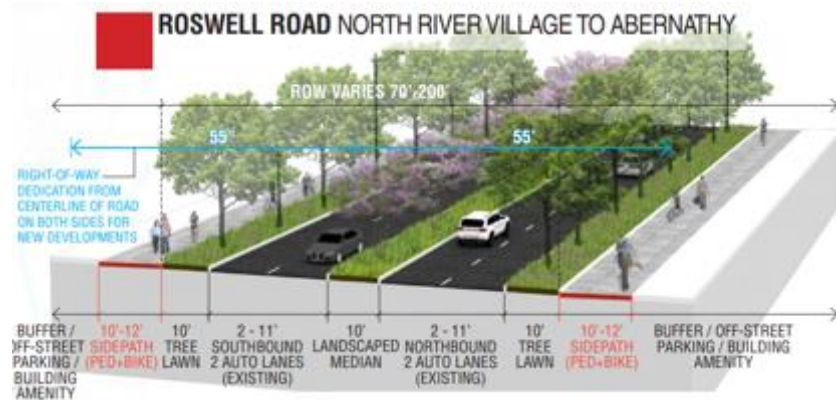 ROSWELL ROAD NORTH RIVER VILLAGE TO ABERNATHY
ROW VARIES 70'-200'
55'
55'
RIGHT-OF-WAY
DEDICATION FROM
CENTERLINE OF ROAD
ON BOTH SIDES FOR
NEW DEVELOPMENTS
BUFFER /
OFF-STREET
PARKING /
BUILDING
AMENITY
10'-12'
SIDEPATH
(PED+BIKE)
10'
TREE
LAWN
2 - 11'
SOUTHBOUND
2 AUTO LANES
(EXISTING)
10'
LANDSCAPED
MEDIAN
2 - 11'
NORTHBOUND
2 AUTO LANES
(EXISTING)
10'
TREE
LAWN
10'-12'
SIDEPATH
(PED+BIKE)
BUFFER / OFF-STREET
PARKING / BUILDING
AMENITY